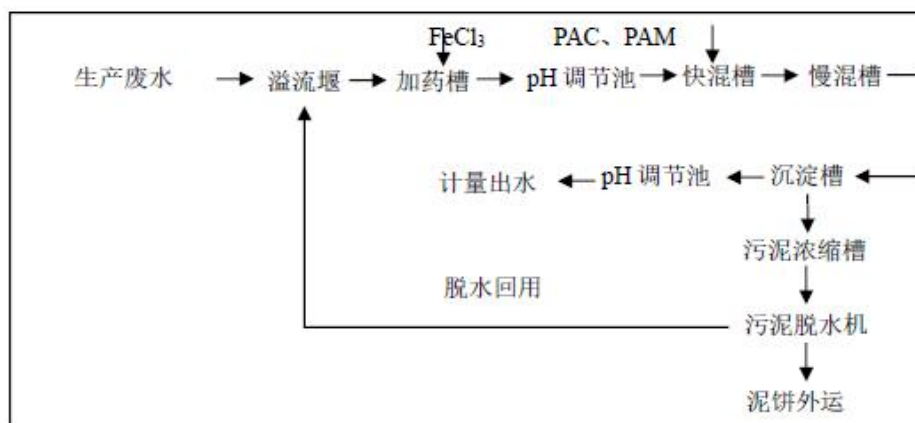 FeCl₃ PAC、PAM
生产废水 溢流堰 加药槽 pH 调节池 快混槽 慢混槽
计量出水 pH 调节池 沉淀槽
污泥浓缩槽
脱水回用
污泥脱水机
泥饼外运